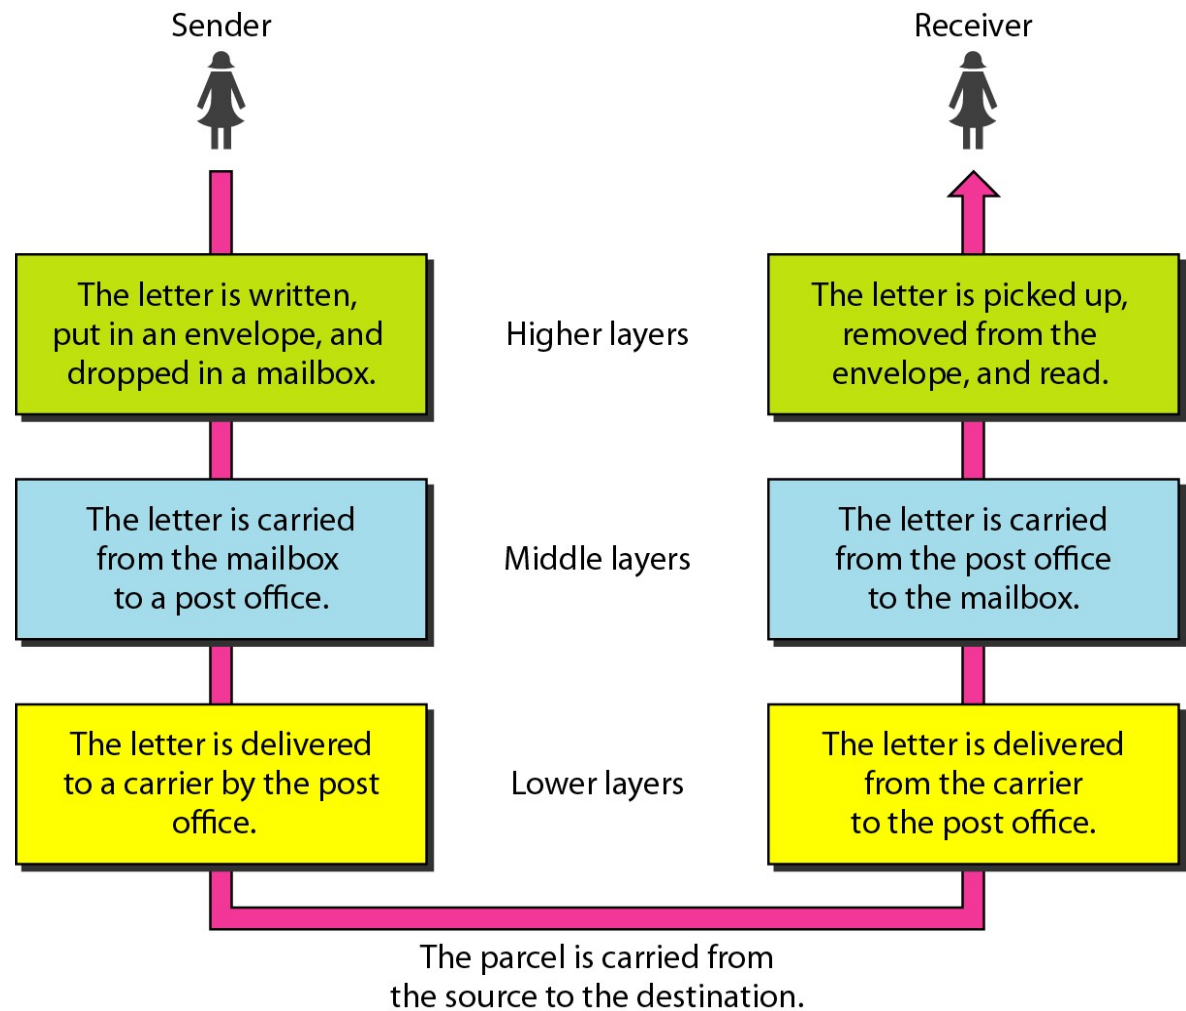 Sender
Receiver
The letter is written,
put in an envelope, and
dropped in a mailbox.
Higher layers
The letter is picked up,
removed from the
envelope, and read.
The letter is carried
from the mailbox
to a post office.
Middle layers
The letter is carried
from the post office
to the mailbox.
The letter is delivered
to a carrier by the post
office.
Lower layers
The letter is delivered
from the carrier
to the post office.
The parcel is carried from
the source to the destination.